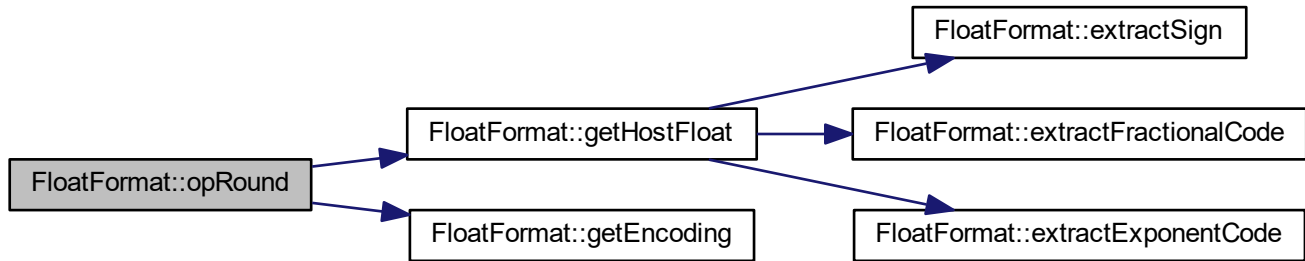 FloatFormat::extractSign
FloatFormat::getHostFloat
FloatFormat::extractFractionalCode
FloatFormat::opRound
FloatFormat::getEncoding
FloatFormat::extractExponentCode